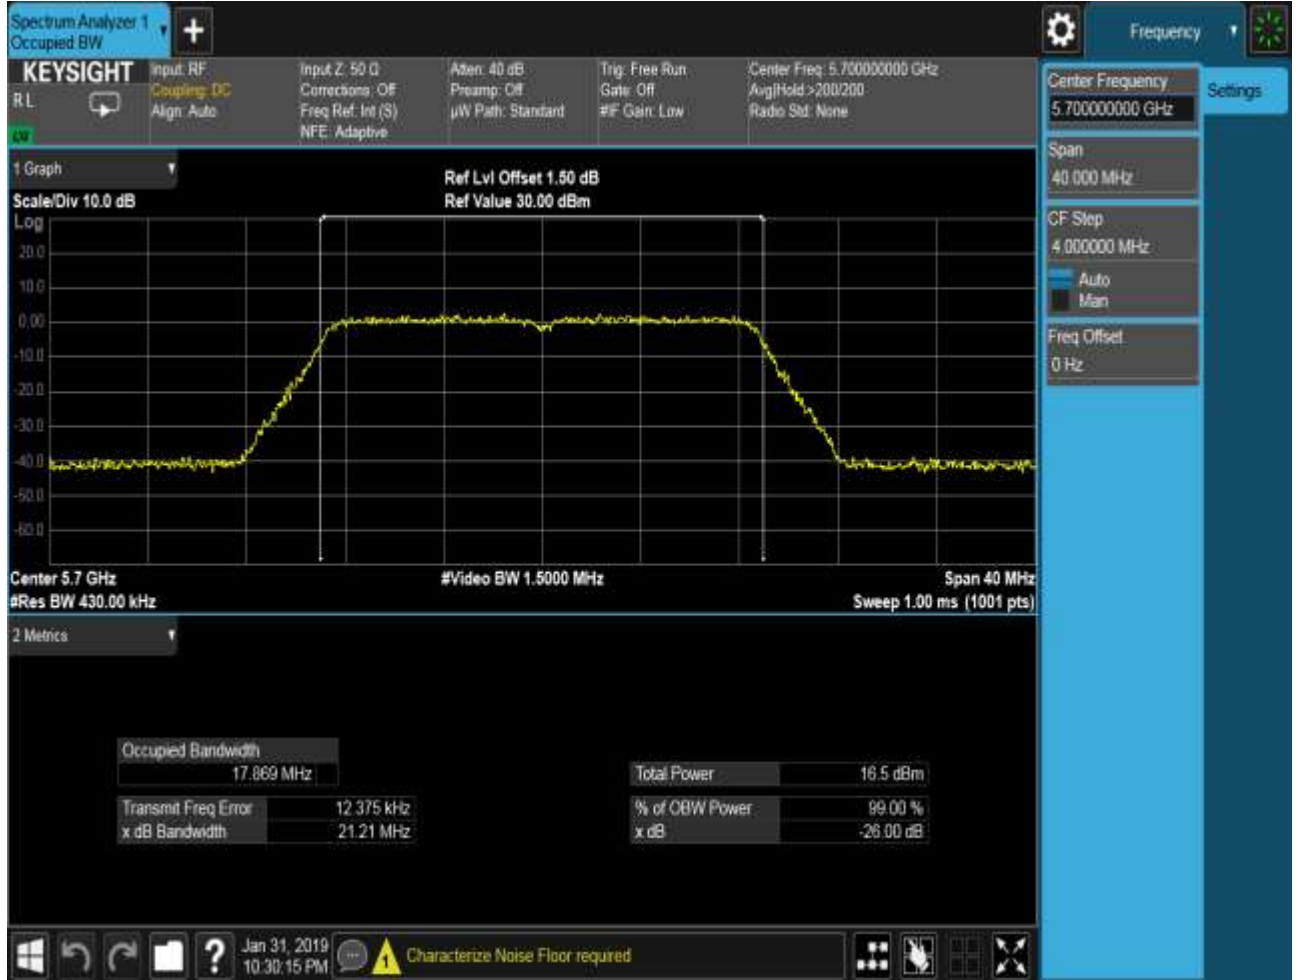 Spectrum Analyzer 1
Occupied BW
Frequency
KEYSIGHT
RL
Input: RF
Coupling: DC
Align: Auto
Input Z: 50 Ω
Corrections: Off
Freq Ref: Int (S)
NFE: Adaptive
Atten: 40 dB
Preamp: Off
µW Path: Standard
Trig: Free Run
Gate: Off
#IF Gain: Low
Center Freq: 5.700000000 GHz
Avg|Hold:>200/200
Radio Std: None
Center Frequency
5.700000000 GHz
Settings
Span
40.000 MHz
CF Step
4.000000 MHz
Auto
Man
Freq Offset
0 Hz
1 Graph
Ref Lvl Offset 1.50 dB
Scale/Div 10.0 dB
Ref Value 30.00 dBm
Log
20.0
10.0
0.00
-10.0
-20.0
-30.0
-40.0
-50.0
-60.0
Center 5.7 GHz
#Video BW 1.5000 MHz
Span 40 MHz
#Res BW 430.00 kHz
Sweep 1.00 ms (1001 pts)
2 Metrics
Occupied Bandwidth
17.869 MHz
Total Power 16.5 dBm
Transmit Freq Error 12.375 kHz
% of OBW Power 99.00 %
x dB Bandwidth 21.21 MHz
x dB -26.00 dB
?
Jan 31, 2019
10:30:15 PM
1
Characterize Noise Floor required